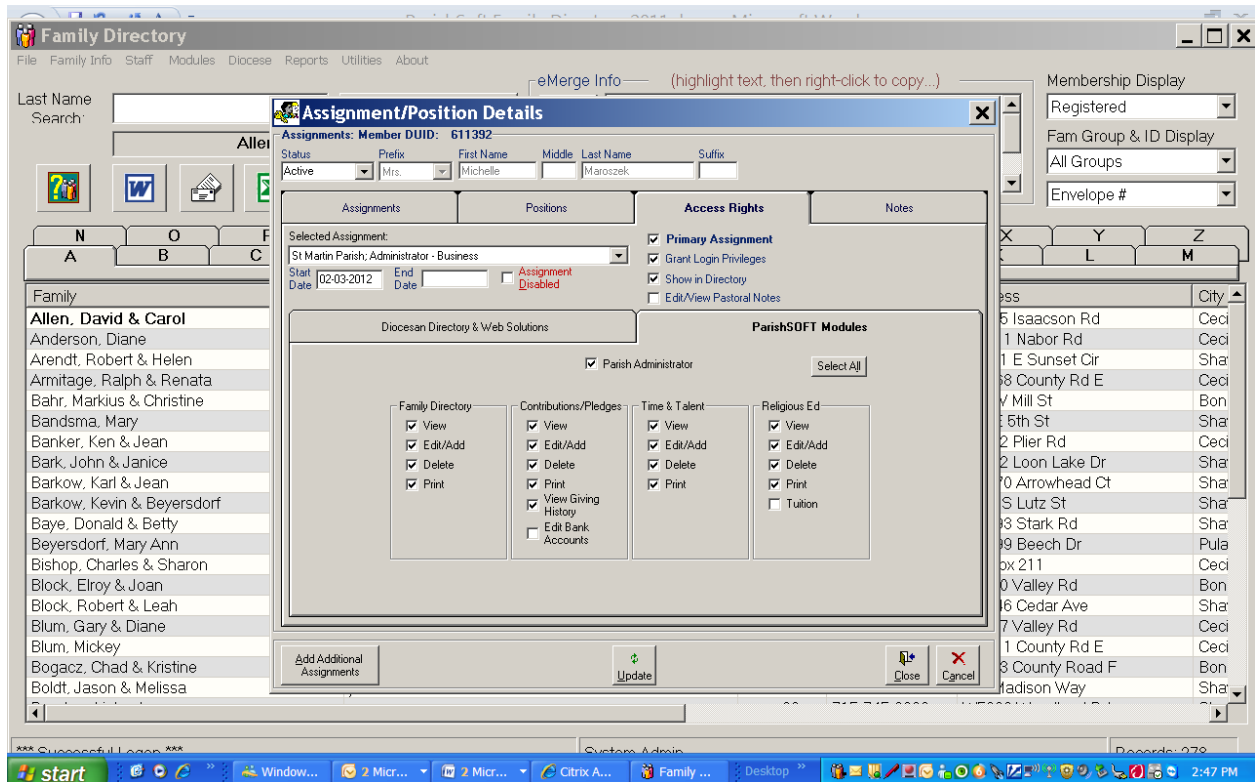 Family Directory
File Family Info Staff Modules Diocese Reports Utilities About
eMerge Info (highlight text, then right-click to copy...)
Membership Display
Last Name
Search:
Registered
Fam Group & ID Display
All Groups
Envelope #
Assignment/Position Details
Assignments: Member DUID: 611392
Status Prefix First Name Middle Last Name Suffix
Active Mrs. Michelle Maroszek
Assignments Positions Access Rights Notes
Selected Assignment:
St Martin Parish; Administrator - Business
Start Date 02-03-2012 End Date
Assignment Disabled
Primary Assignment
Grant Login Privileges
Show in Directory
Edit/View Pastoral Notes
Diocesan Directory & Web Solutions ParishSOFT Modules
Parish Administrator Select All
Family Directory
View
Edit/Add
Delete
Print
Contributions/Pledges
View
Edit/Add
Delete
Print
View Giving History
Edit Bank Accounts
Time & Talent
View
Edit/Add
Delete
Print
Religious Ed
View
Edit/Add
Delete
Print
Tuition
Add Additional Assignments
Update
Close Cancel
N O X Y Z
A B C L M
Family City
Allen, David & Carol Isaacson Rd
Anderson, Diane Nabor Rd
Arendt, Robert & Helen E Sunset Cir
Armitage, Ralph & Renata County Rd E
Bahr, Markius & Christine Mill St
Bandsma, Mary 5th St
Banker, Ken & Jean Plier Rd
Bark, John & Janice Loon Lake Dr
Barkow, Karl & Jean Arrowhead Ct
Barkow, Kevin & Beyersdorf S Lutz St
Baye, Donald & Betty Stark Rd
Beyersdorf, Mary Ann Beech Dr
Bishop, Charles & Sharon 211
Block, Elroy & Joan Valley Rd
Block, Robert & Leah Cedar Ave
Blum, Gary & Diane Valley Rd
Blum, Mickey County Rd E
Bogacz, Chad & Kristine County Road F
Boldt, Jason & Melissa Madison Way
*** Successful Logon *** System Admin Records: 278
start Window... 2 Micr... 2 Micr... Citrix A... Family ... Desktop 2:47 PM